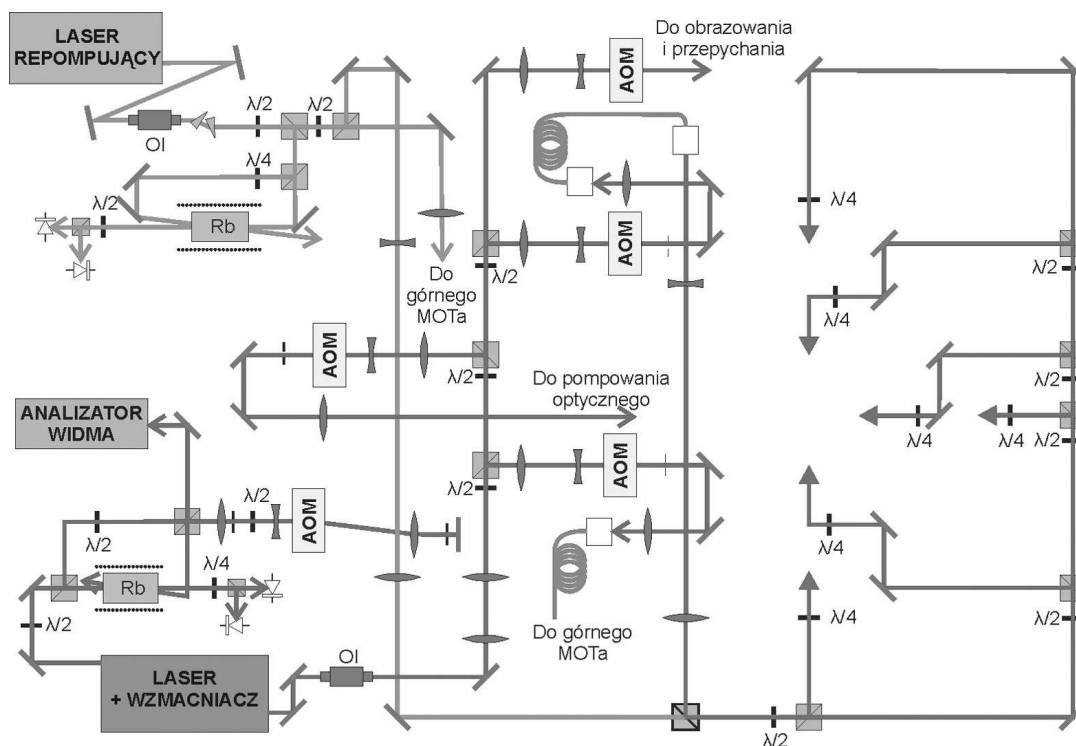 LASER
REPOMPUJĄCY
OI
λ/2
λ/2
λ/4
λ/2
Rb
Do
górnego
MOTa
Do obrazowania
i przepychania
AOM
AOM
λ/2
λ/4
λ/2
λ/4
AOM
λ/2
Do pompowania
optycznego
λ/2
λ/4
λ/4
λ/2
ANALIZATOR
WIDMA
AOM
λ/2
λ/2
AOM
λ/2
λ/4
Rb
λ/2
λ/4
λ/4
λ/2
Do górnego
MOTa
OI
LASER
+ WZMACNIACZ
λ/2